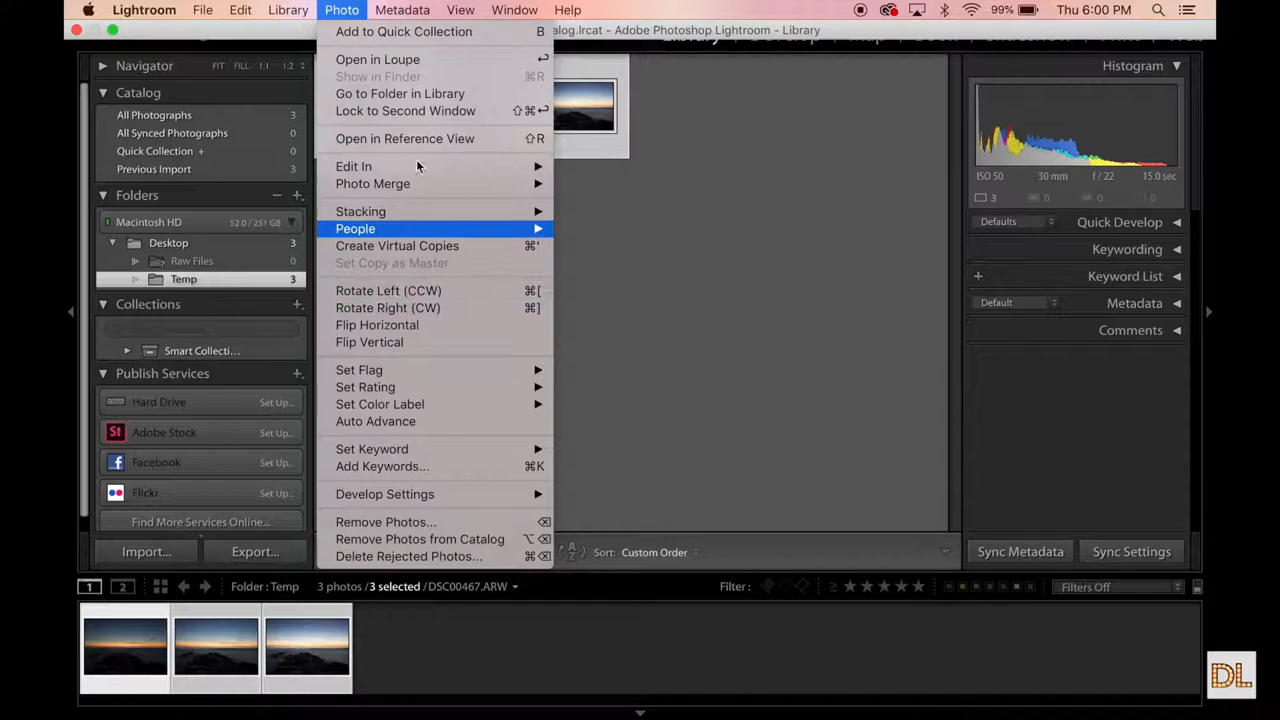 Lightroom File Edit Library Photo Metadata View Window Help 99% Thu 6:00 PM
alog.lrcat - Adobe Photoshop Lightroom - Library
Navigator FIT FILL 1:1 1:2
Catalog
All Photographs 3
All Synced Photographs 0
Quick Collection + 0
Previous Import 3
Folders
Macintosh HD 52.0 / 251 GB
Desktop 3
Raw Files 0
Temp 3
Collections
Smart Collecti...
Publish Services
Hard Drive Set Up...
St Adobe Stock Set Up...
Facebook Set Up...
Flickr Set Up...
Find More Services Online...
Import... Export...
Add to Quick Collection B
Open in Loupe ↩
Show in Finder ⌘R
Go to Folder in Library
Lock to Second Window ⇧⌘↩
Open in Reference View ⇧R
Edit In
Photo Merge
Stacking
People
Create Virtual Copies ⌘'
Set Copy as Master
Rotate Left (CCW) ⌘[
Rotate Right (CW) ⌘]
Flip Horizontal
Flip Vertical
Set Flag
Set Rating
Set Color Label
Auto Advance
Set Keyword
Add Keywords... ⌘K
Develop Settings
Remove Photos... ⌫
Remove Photos from Catalog ⌥⌫
Delete Rejected Photos... ⌘⌫
Sort: Custom Order
Histogram
ISO 50 30 mm f / 22 15.0 sec
3 0 0 0
Defaults Quick Develop
Keywording
Keyword List
Default Metadata
Comments
Sync Metadata Sync Settings
1 2 Folder : Temp 3 photos / 3 selected / DSC00467.ARW Filter : ≥ ★★★★★ Filters Off
DL